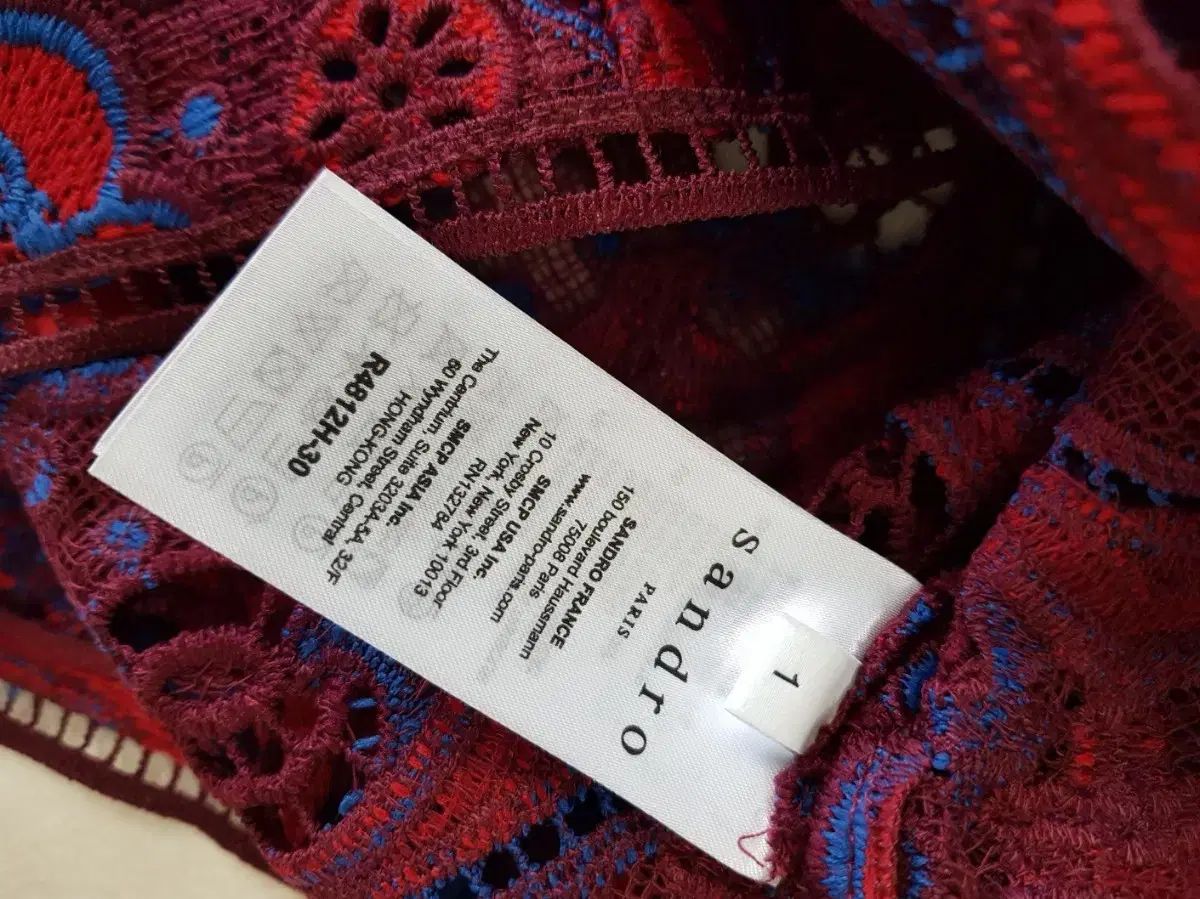 1
sandro
PARIS
SANDRO FRANCE
150 boulevard Haussmann
75008 Paris
www.sandro-paris.com
SMCP USA Inc.
10 Crosby Street, 3rd Floor
New York, New York 10013
RN132784
SMCP ASIA Inc.
The Centrium, Suite 3203A-5A, 32F
60 Wyndham Street, Central
HONG-KONG
R4812H-30